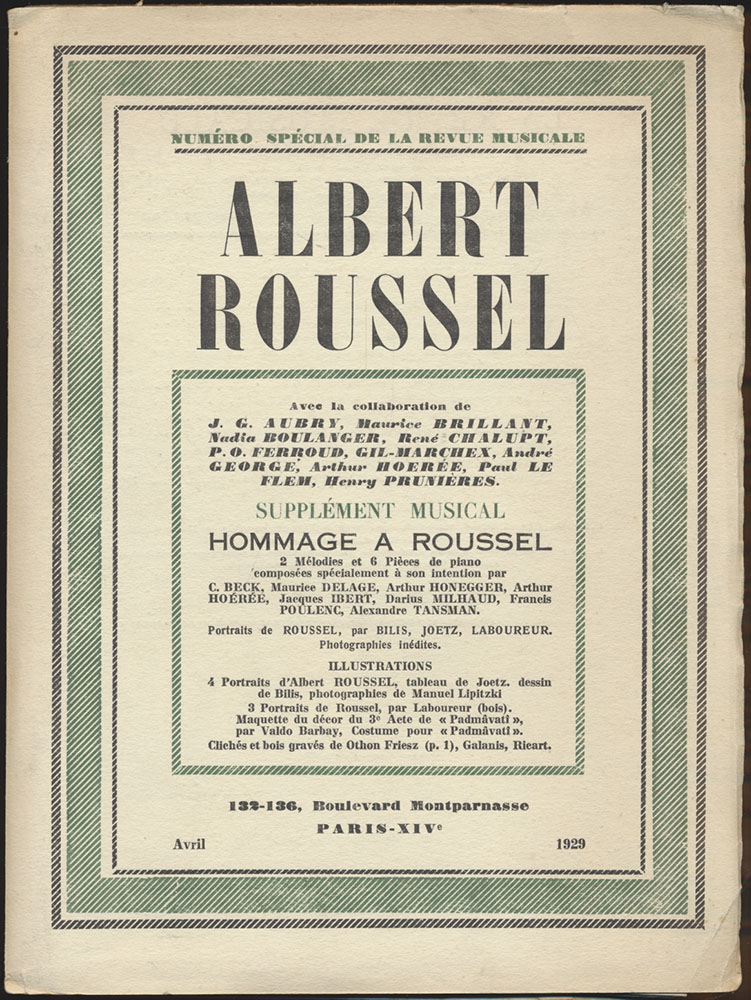 NUMÉRO SPÉCIAL DE LA REVUE MUSICALE
ALBERT
ROUSSEL
Avec la collaboration de
J. G. AUBRY, Maurice BRILLANT,
Nadia BOULANGER, René CHALUPT,
P. O. FERROUD, GIL-MARCHEX, André
GEORGE, Arthur HOERÉE, Paul LE
FLEM, Henry PRUNIÈRES.
SUPPLÉMENT MUSICAL
HOMMAGE A ROUSSEL
2 Mélodies et 6 Pièces de piano
composées spécialement à son intention par
C. BECK, Maurice DELAGE, Arthur HONEGGER, Arthur
HOÉRÉE, Jacques IBERT, Darius MILHAUD, Francis
POULENC, Alexandre TANSMAN.
Portraits de ROUSSEL, par BILIS, JOETZ, LABOUREUR.
Photographies inédites.
ILLUSTRATIONS
4 Portraits d'Albert ROUSSEL, tableau de Joetz. dessin
de Bilis, photographies de Manuel Lipitzki
3 Portraits de Roussel, par Laboureur (bois).
Maquette du décor du 3e Acte de « Padmâvatî »,
par Valdo Barbay, Costume pour « Padmâvatî ».
Clichés et bois gravés de Othon Friesz (p. 1), Galanis, Ricart.
132-136, Boulevard Montparnasse
PARIS-XIVe
Avril 1929